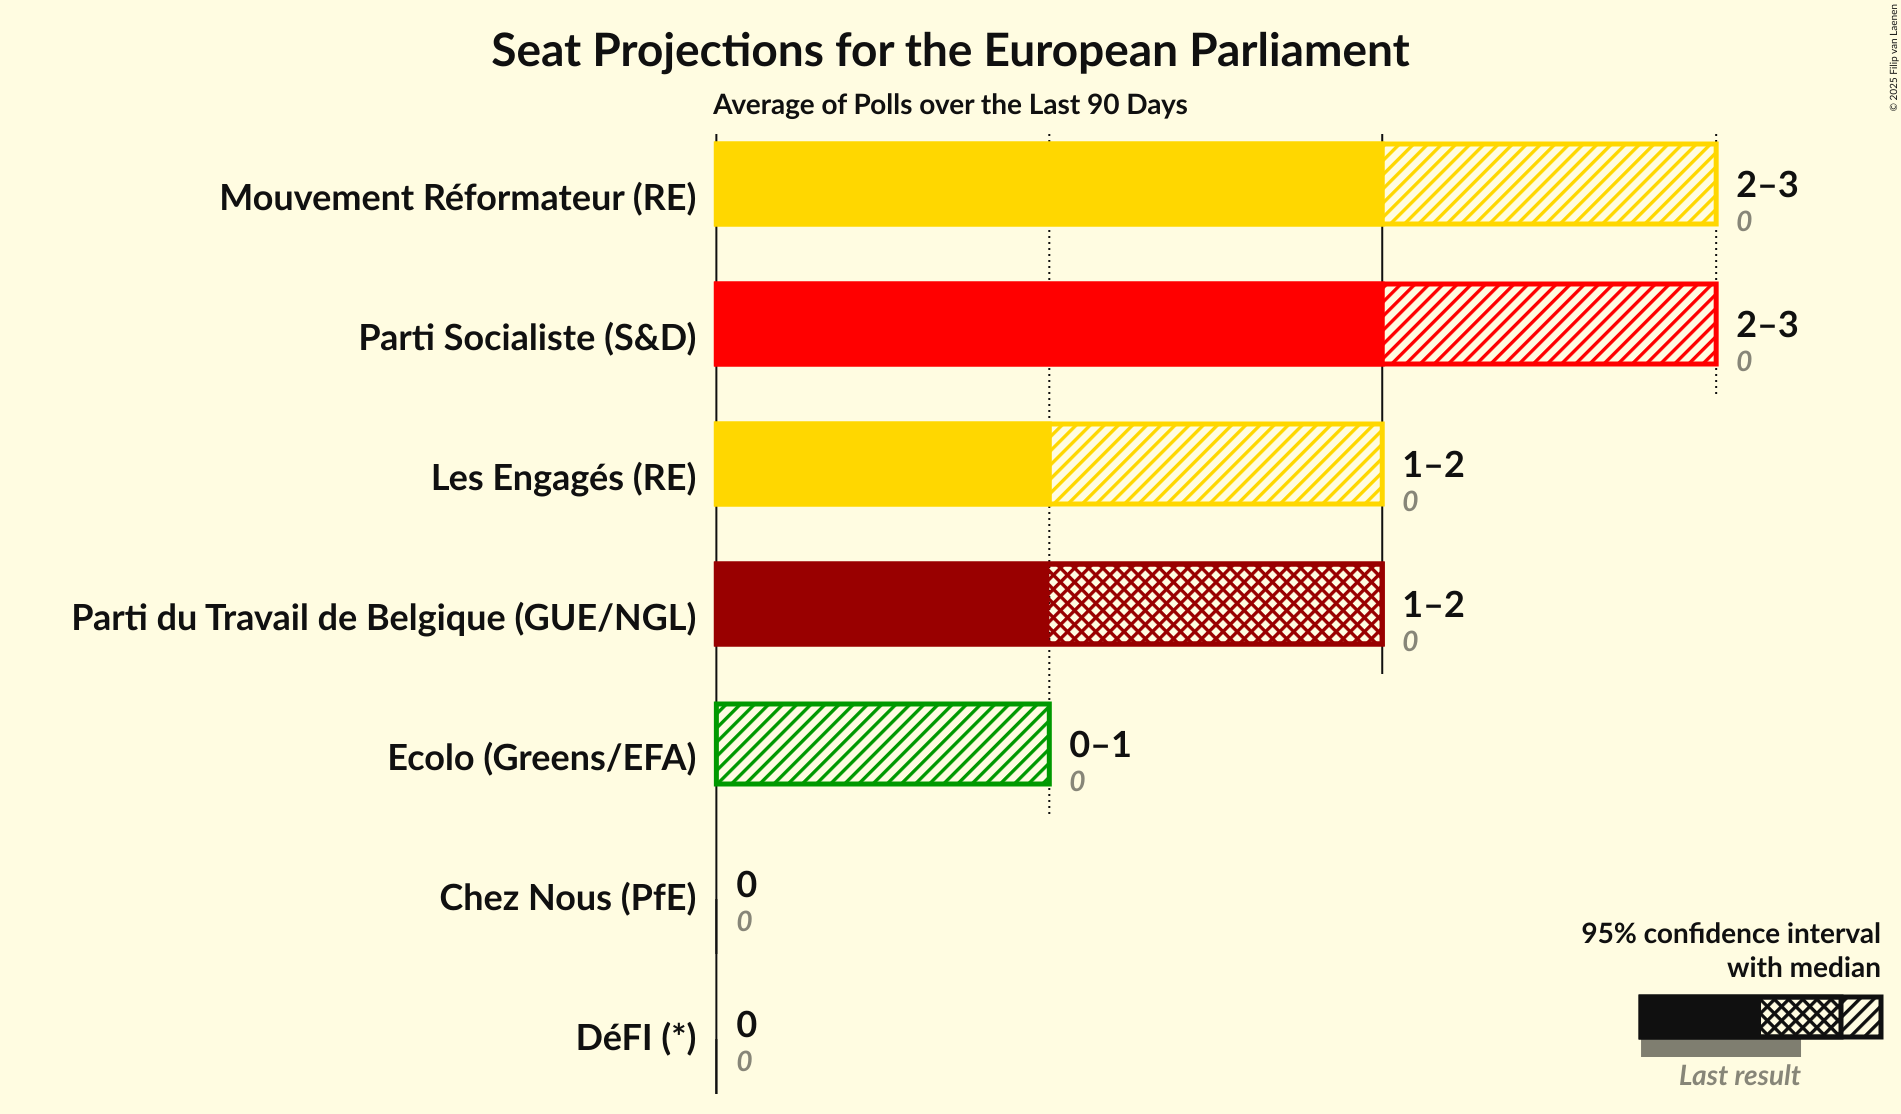 Seat Projections for the European Parliament
Average of Polls over the Last 90 Days
© 2025 Filip van Laenen
Mouvement Réformateur (RE)
2–3
0
Parti Socialiste (S&D)
2–3
0
Les Engagés (RE)
1–2
0
Parti du Travail de Belgique (GUE/NGL)
1–2
0
Ecolo (Greens/EFA)
0–1
0
Chez Nous (PfE)
0
0
DéFI (*)
0
0
95% confidence interval
with median
Last result